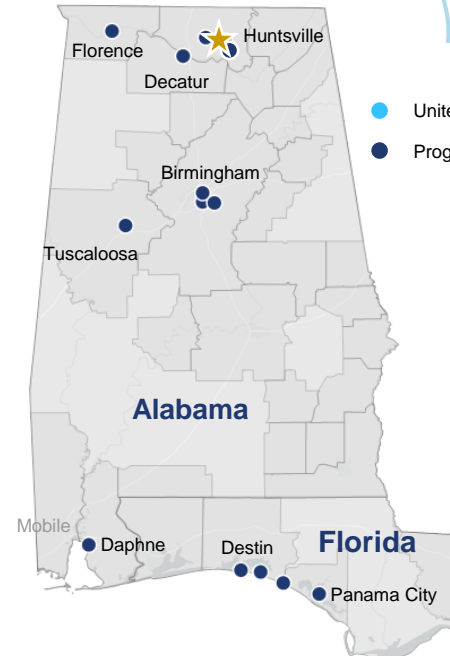 Huntsville
Florence
Decatur
Birmingham
Tuscaloosa
Alabama
Mobile
Daphne
Destin
Florida
Panama City